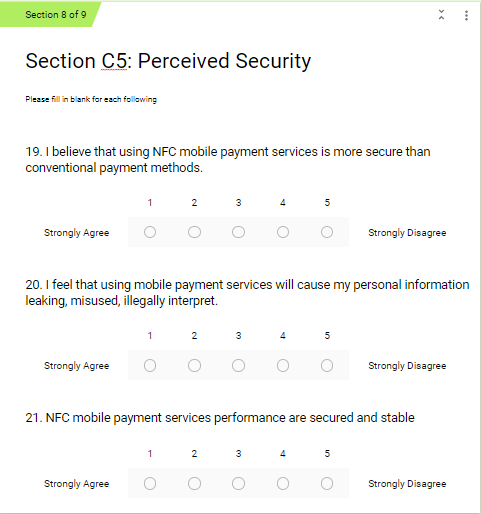 Section 8 of 9
Section C5: Perceived Security
Please fill in blank for each following
19. I believe that using NFC mobile payment services is more secure than
conventional payment methods.
1 2 3 4 5
Strongly Agree Strongly Disagree
20. I feel that using mobile payment services will cause my personal information
leaking, misused, illegally interpret.
1 2 3 4 5
Strongly Agree Strongly Disagree
21. NFC mobile payment services performance are secured and stable
1 2 3 4 5
Strongly Agree Strongly Disagree